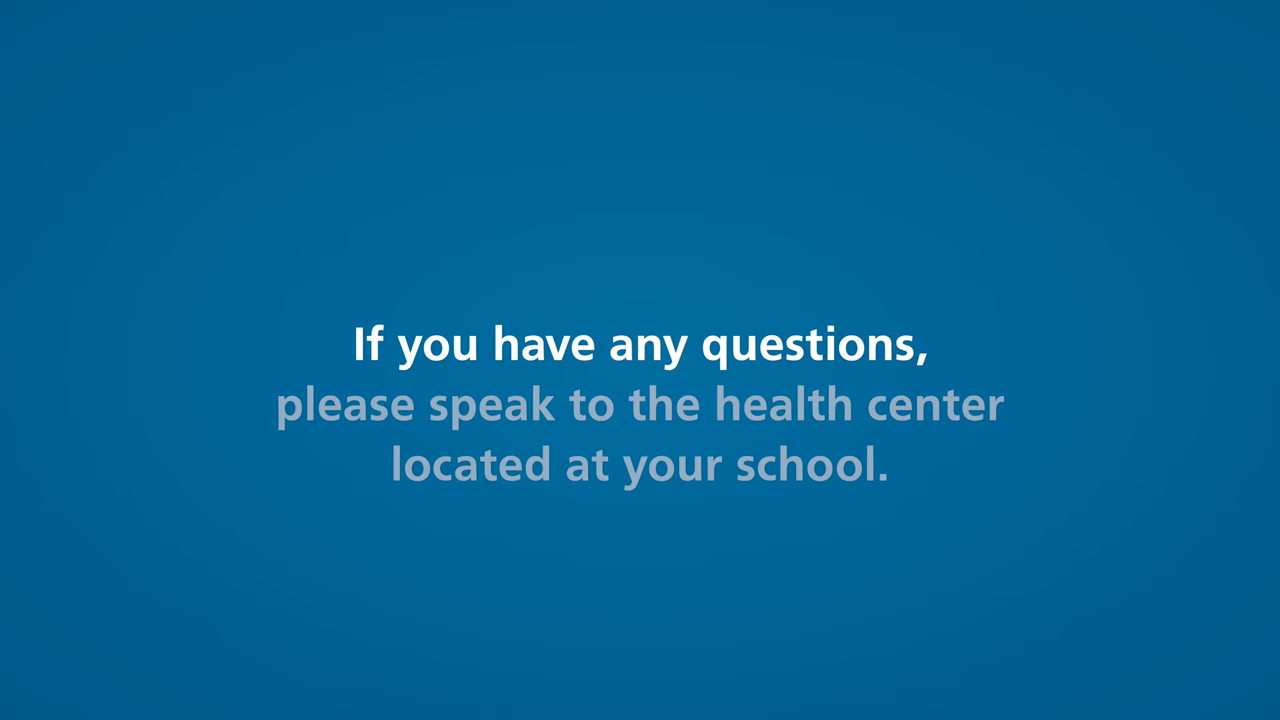 If you have any questions,
please speak to the health center
located at your school.